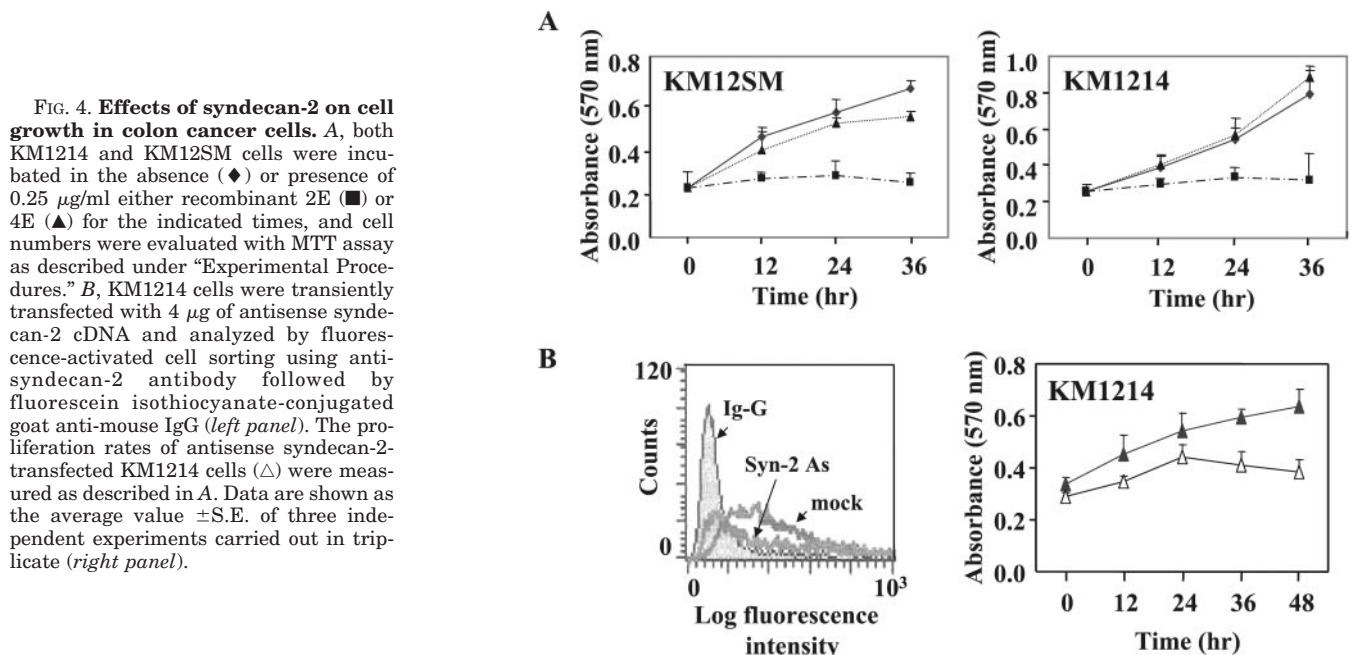 FIG. 4. Effects of syndecan-2 on cell
growth in colon cancer cells. A, both
KM1214 and KM12SM cells were incu-
bated in the absence (♦) or presence of
0.25 μg/ml either recombinant 2E (■) or
4E (▲) for the indicated times, and cell
numbers were evaluated with MTT assay
as described under “Experimental Proce-
dures.” B, KM1214 cells were transiently
transfected with 4 μg of antisense synde-
can-2 cDNA and analyzed by fluores-
cence-activated cell sorting using anti-
syndecan-2 antibody followed by
fluorescein isothiocyanate-conjugated
goat anti-mouse IgG (left panel). The pro-
liferation rates of antisense syndecan-2-
transfected KM1214 cells (△) were meas-
ured as described in A. Data are shown as
the average value ±S.E. of three inde-
pendent experiments carried out in trip-
licate (right panel).
A
KM12SM
Absorbance (570 nm
0.8
0.6
0.4
0.2
0.0
0 12 24 36
Time (hr)
KM1214
Absorbance (570 nm
1.0
0.8
0.6
0.4
0.2
0.0
0 12 24 36
Time (hr)
B
120
Counts
0
Ig-G
Syn-2 As
mock
0 10³
Log fluorescence
intensity
KM1214
Absorbance (570 nm)
0.8
0.6
0.4
0.2
0.0
0 12 24 36 48
Time (hr)